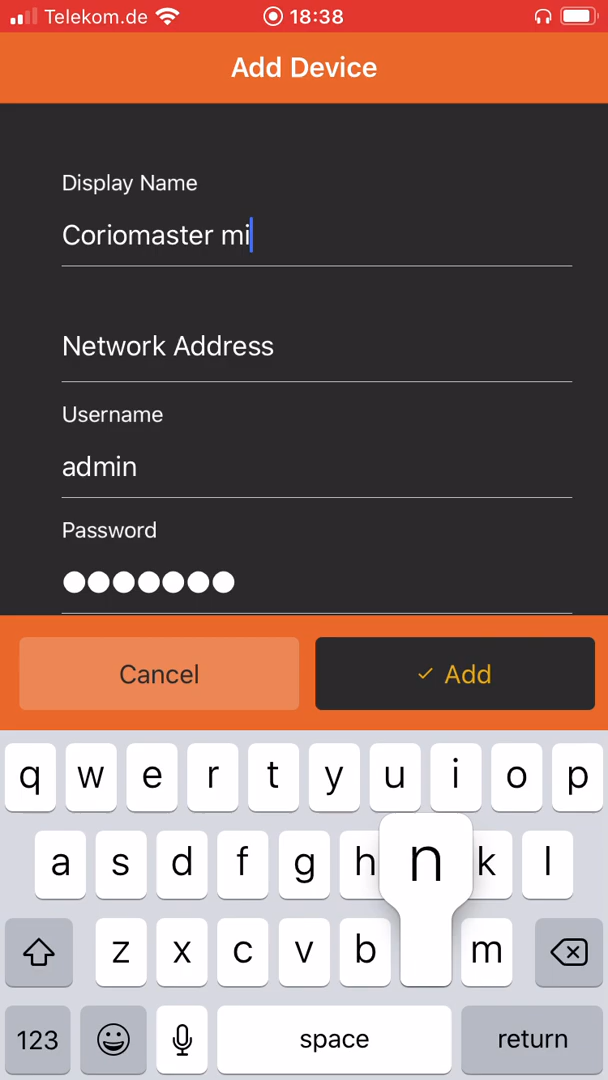 Telekom.de 18:38
Add Device
Display Name
Coriomaster mi
Network Address
Username
admin
Password
Cancel Add
q w e r t y u i o p
a s d f g h n k l
z x c v b m
123 space return